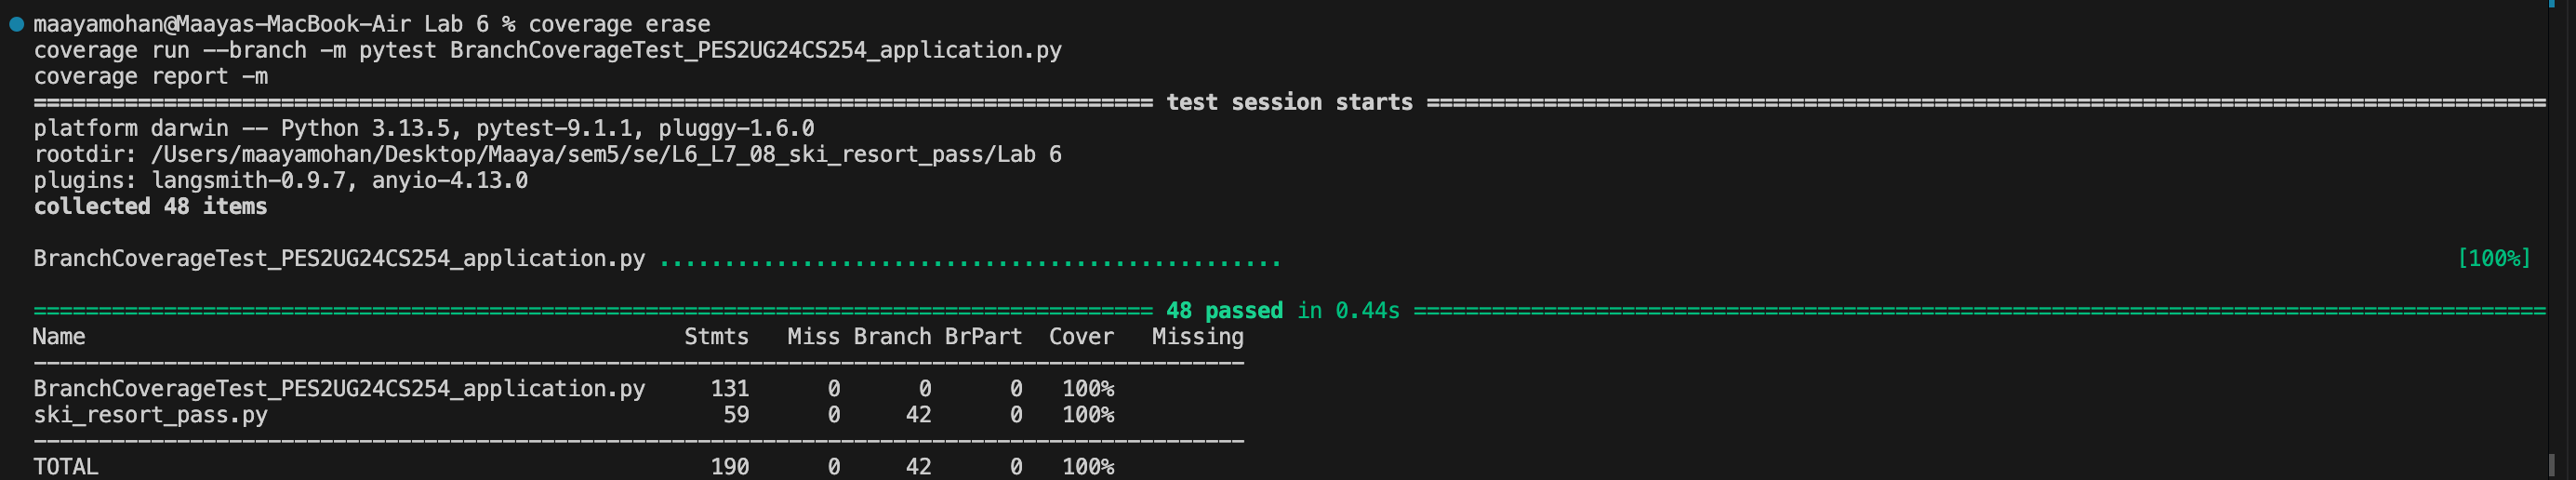 maayamohan@Maayas-MacBook-Air Lab 6 % coverage erase
coverage run --branch -m pytest BranchCoverageTest_PES2UG24CS254_application.py
coverage report -m
================================ test session starts ================================
platform darwin -- Python 3.13.5, pytest-9.1.1, pluggy-1.6.0
rootdir: /Users/maayamohan/Desktop/Maaya/sem5/se/L6_L7_08_ski_resort_pass/Lab 6
plugins: langsmith-0.9.7, anyio-4.13.0
collected 48 items
BranchCoverageTest_PES2UG24CS254_application.py ................................................ [100%]
================================ 48 passed in 0.44s ================================
Name Stmts Miss Branch BrPart Cover Missing
--------------------------------------------------------------------------------
BranchCoverageTest_PES2UG24CS254_application.py 131 0 0 0 100%
ski_resort_pass.py 59 0 42 0 100%
--------------------------------------------------------------------------------
TOTAL 190 0 42 0 100%